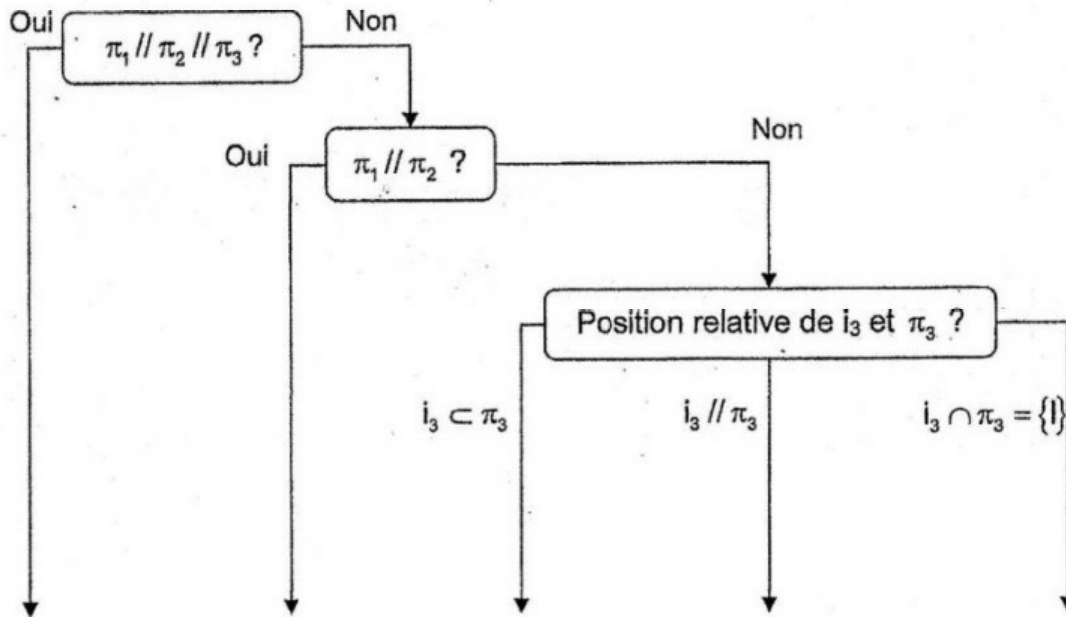 Oui
π₁ // π₂ // π₃ ?
Non
Oui
π₁ // π₂ ?
Non
Position relative de i₃ et π₃ ?
i₃ ⊂ π₃
i₃ // π₃
i₃ ∩ π₃ = {I}